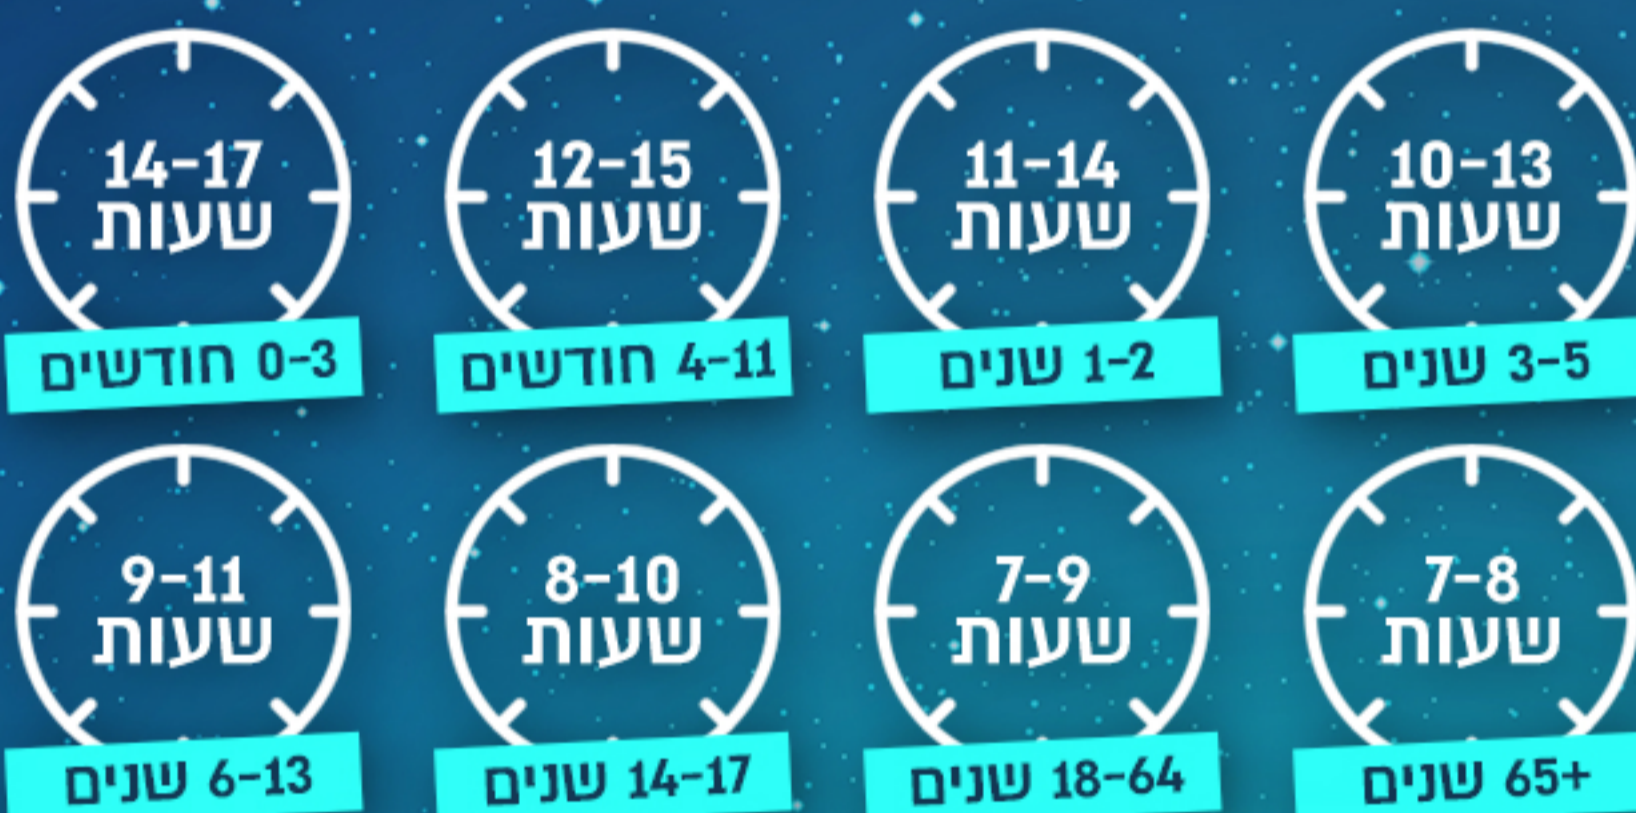 14-17
שעות
0-3 חודשים
12-15
שעות
4-11 חודשים
11-14
שעות
1-2 שנים
10-13
שעות
3-5 שנים
9-11
שעות
6-13 שנים
8-10
שעות
14-17 שנים
7-9
שעות
18-64 שנים
7-8
שעות
65+ שנים